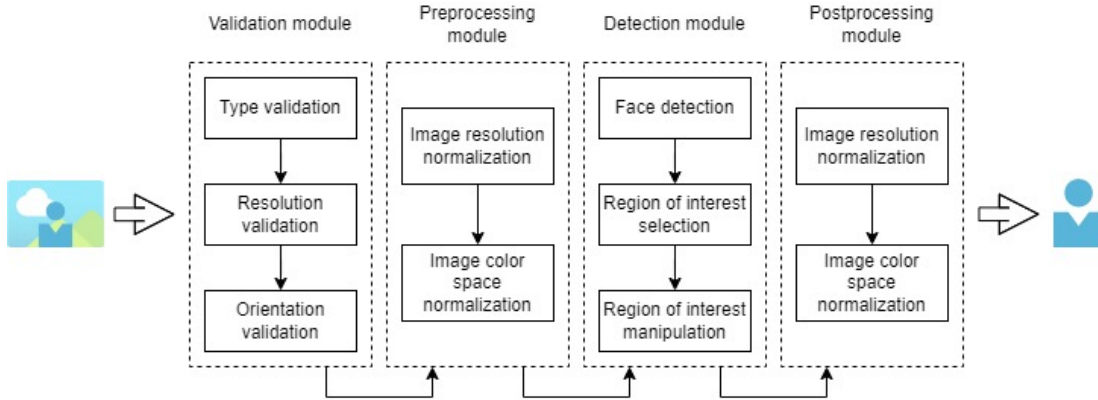 Validation module
Type validation
Resolution
validation
Orientation
validation
Preprocessing
module
Image resolution
normalization
Image color
space
normalization
Detection module
Face detection
Region of interest
selection
Region of interest
manipulation
Postprocessing
module
Image resolution
normalization
Image color
space
normalization